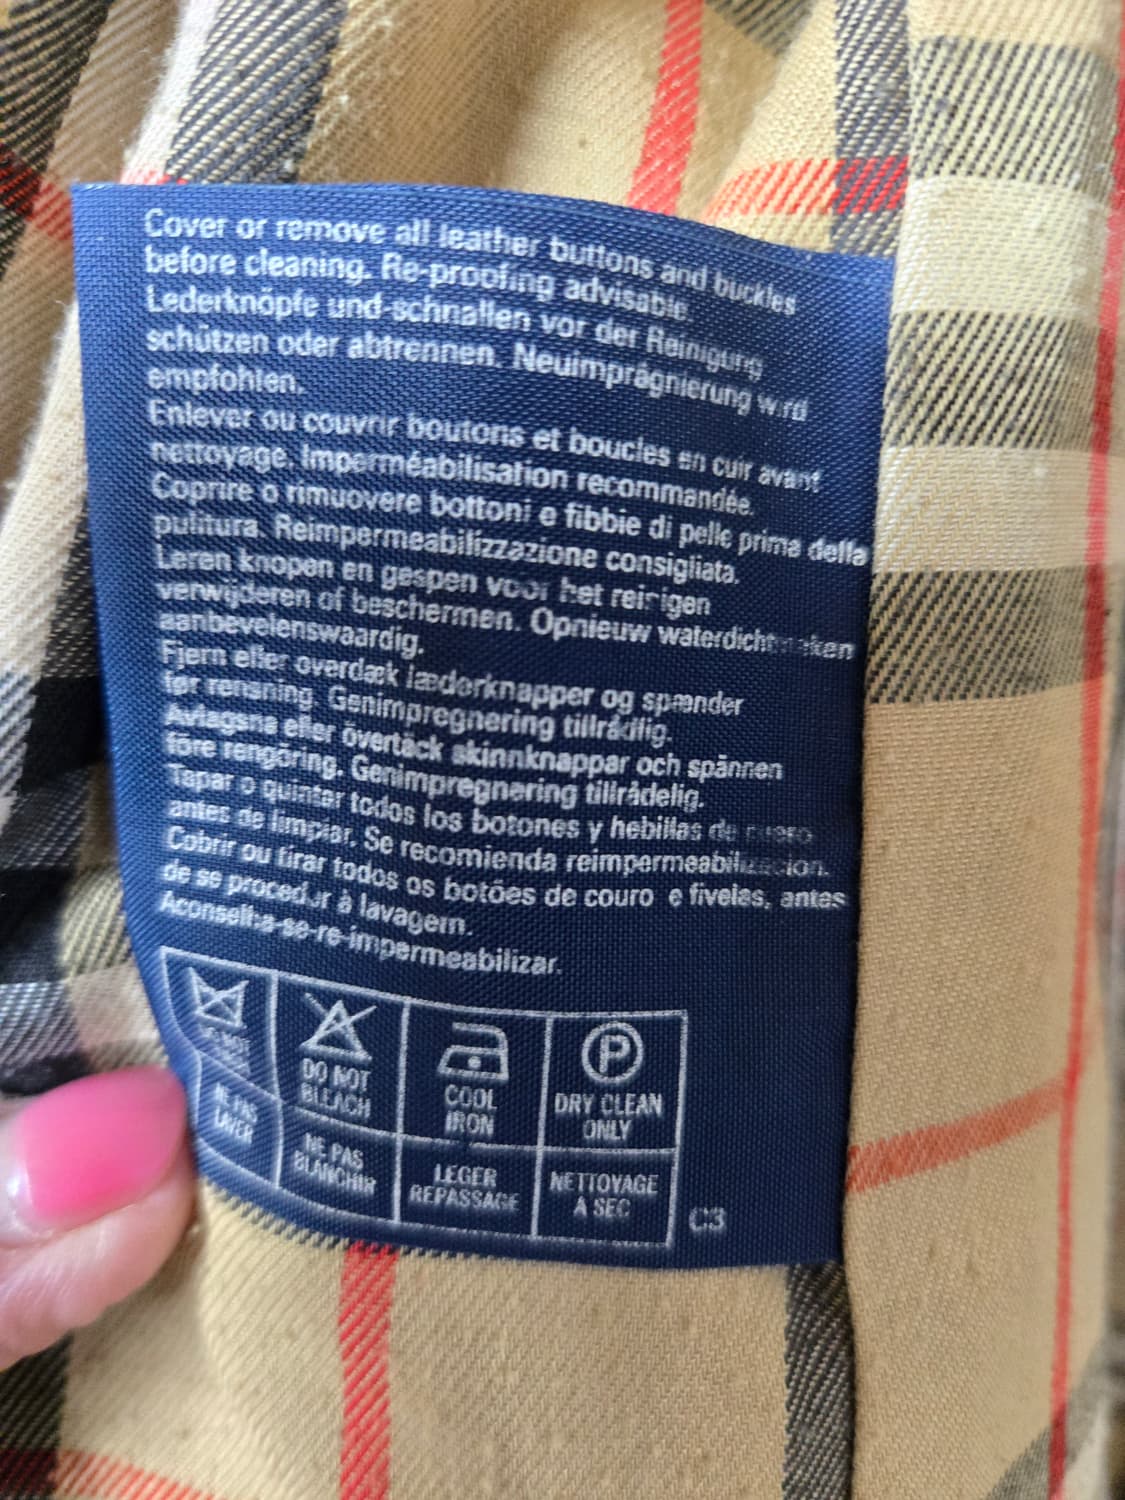 Cover or remove all leather buttons and buckles
before cleaning. Re-proofing advisable.
Lederknöpfe und-schnallen vor der Reinigung
schützen oder abtrennen. Neuimprägnierung wird
empfohlen.
Enlever ou couvrir boutons et boucles en cuir avant
nettoyage. Imperméabilisation recommandée.
Coprire o rimuovere bottoni e fibbie di pelle prima della
pulitura. Reimpermeabilizzazione consigliata.
Leren knopen en gespen voor het reinigen
verwijderen of beschermen. Opnieuw
aanbevelenswaardig.
Fjern eller overdæk læderknapper og spænder
før rensning. Genimprægnering tillrådlig.
Avlagsna eller övertäck skinnknappar och spännen
före rengöring. Genimpregnering tillrådelig.
Tapar o quintar todos los botones y hebillas de cuero
antes de limpiar. Se recomienda reimpermeabilizacion.
Cobrir ou tirar todos os botões de couro e fivelas, antes
de se proceder à lavagem.
Aconselha-se-re-impermeabilizar.
DO NOT
BLEACH
COOL
IRON
P
DRY CLEAN
ONLY
NE PAS
LAVER
NE PAS
BLANCHIR
LEGER
REPASSAGE
NETTOYAGE
A SEC
C3